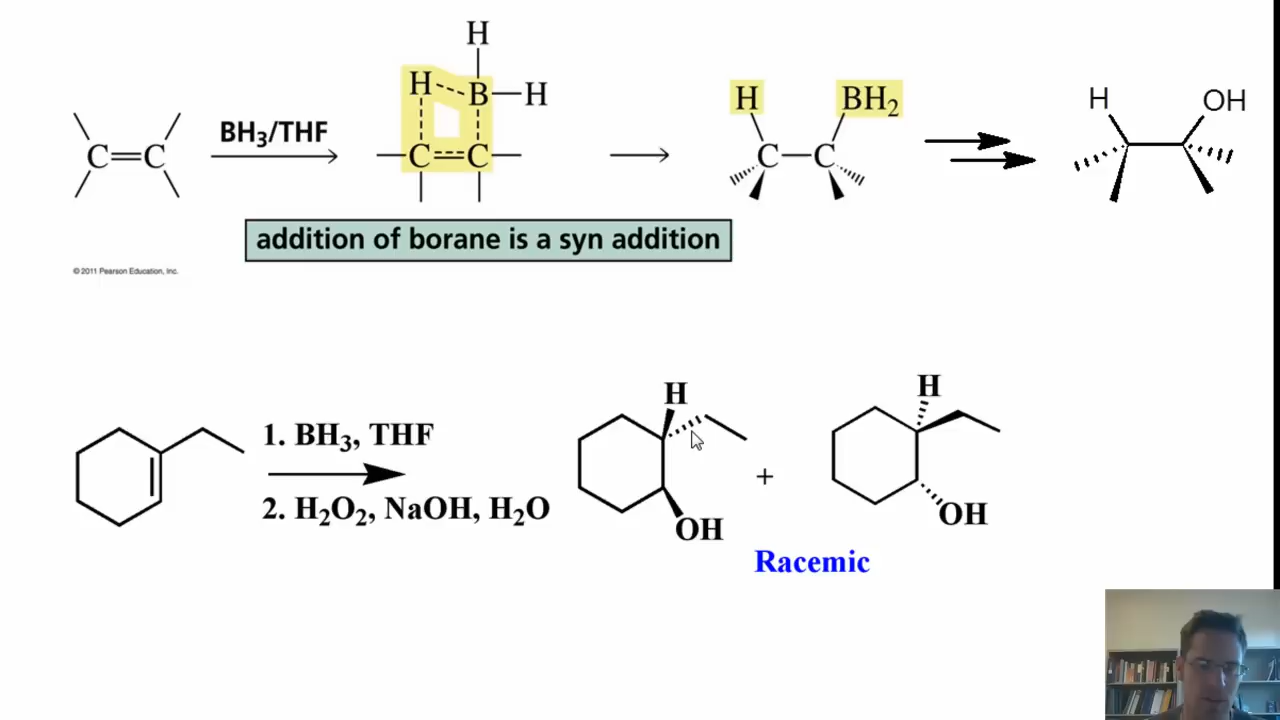 H
H B H
C=C
BH₃/THF
C=C
H BH₂
C–C
H OH
addition of borane is a syn addition
© 2011 Pearson Education, Inc.
1. BH₃, THF
2. H₂O₂, NaOH, H₂O
H
OH
+
H
OH
Racemic